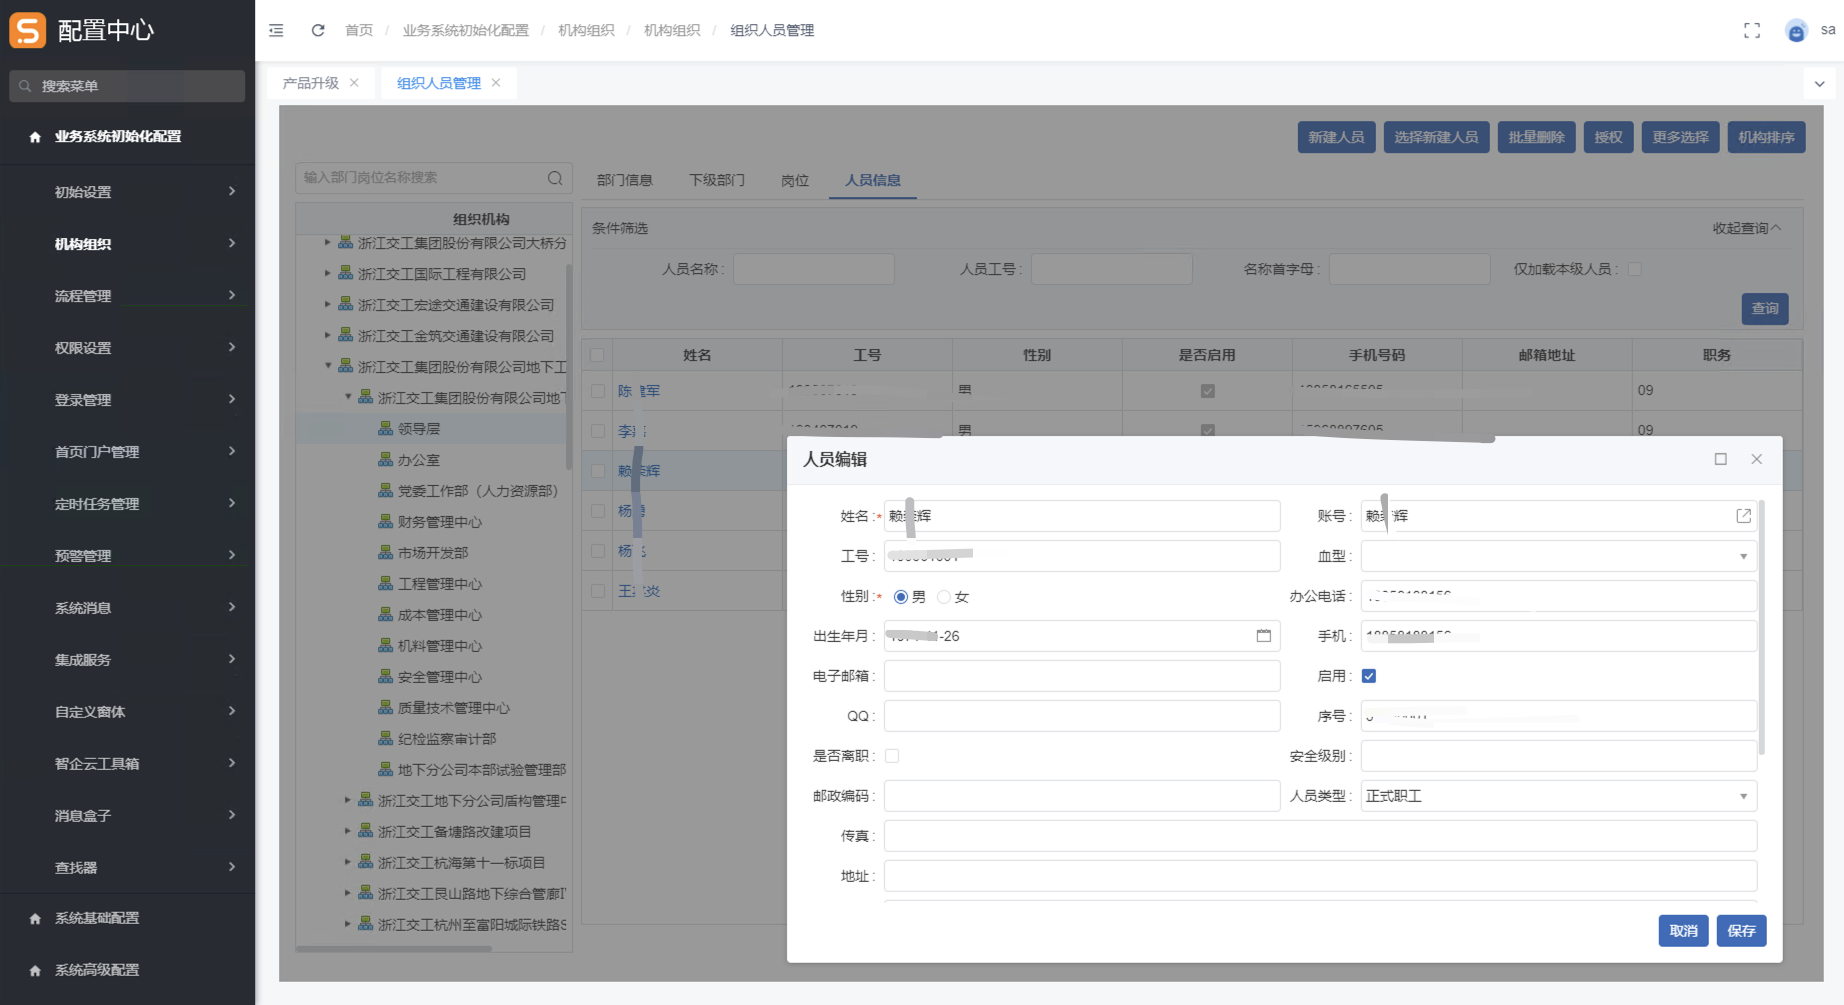 配置中心
搜索菜单
业务系统初始化配置
初始设置
机构组织
流程管理
权限设置
登录管理
首页门户管理
定时任务管理
预警管理
系统消息
集成服务
自定义窗体
智企云工具箱
消息盒子
查找器
系统基础配置
系统高级配置
首页 / 业务系统初始化配置 / 机构组织 / 机构组织 / 组织人员管理
sa
产品升级 组织人员管理
新建人员 选择新建人员 批量删除 授权 更多选择 机构排序
输入部门岗位名称搜索
部门信息 下级部门 岗位 人员信息
组织机构
浙江交工集团股份有限公司大桥分
浙江交工国际工程有限公司
浙江交工宏途交通建设有限公司
浙江交工金筑交通建设有限公司
浙江交工集团股份有限公司地下工
浙江交工集团股份有限公司地下
领导层
办公室
党委工作部（人力资源部）
财务管理中心
市场开发部
工程管理中心
成本管理中心
机料管理中心
安全管理中心
质量技术管理中心
纪检监察审计部
地下分公司本部试验管理部
浙江交工地下分公司盾构管理中
浙江交工备塘路改建项目
浙江交工杭海第十一标项目
浙江交工艮山路地下综合管廊
浙江交工杭州至富阳城际铁路S
条件筛选
收起查询
人员名称: 人员工号: 名称首字母: 仅加载本级人员:
查询
姓名 工号 性别 是否启用 手机号码 邮箱地址 职务
陈 军 男 09
李 男 09
赖 辉
杨
杨
王 炎
人员编辑
姓名:* 赖 辉
账号: 赖 辉
工号:
血型:
性别:* 男 女
办公电话:
出生年月: -26
手机:
电子邮箱:
启用:
QQ:
序号:
是否离职:
安全级别:
邮政编码:
人员类型: 正式职工
传真:
地址:
取消 保存